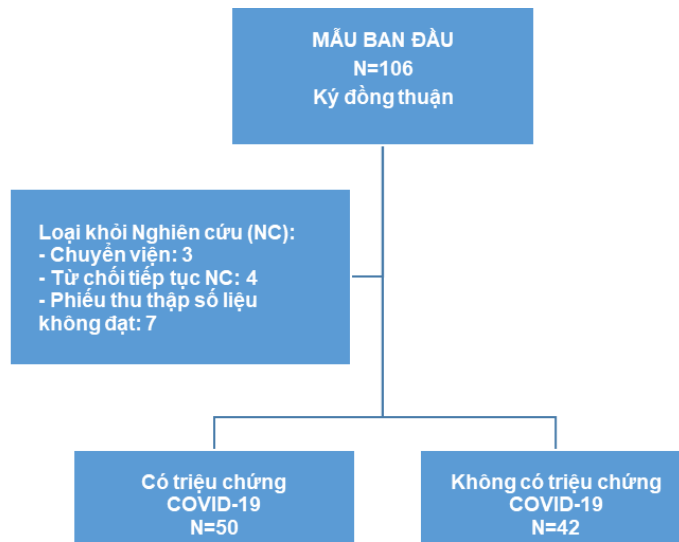 MẪU BAN ĐẦU
N=106
Ký đồng thuận
Loại khỏi Nghiên cứu (NC):
- Chuyển viện: 3
- Từ chối tiếp tục NC: 4
- Phiếu thu thập số liệu
không đạt: 7
Có triệu chứng
COVID-19
N=50
Không có triệu chứng
COVID-19
N=42